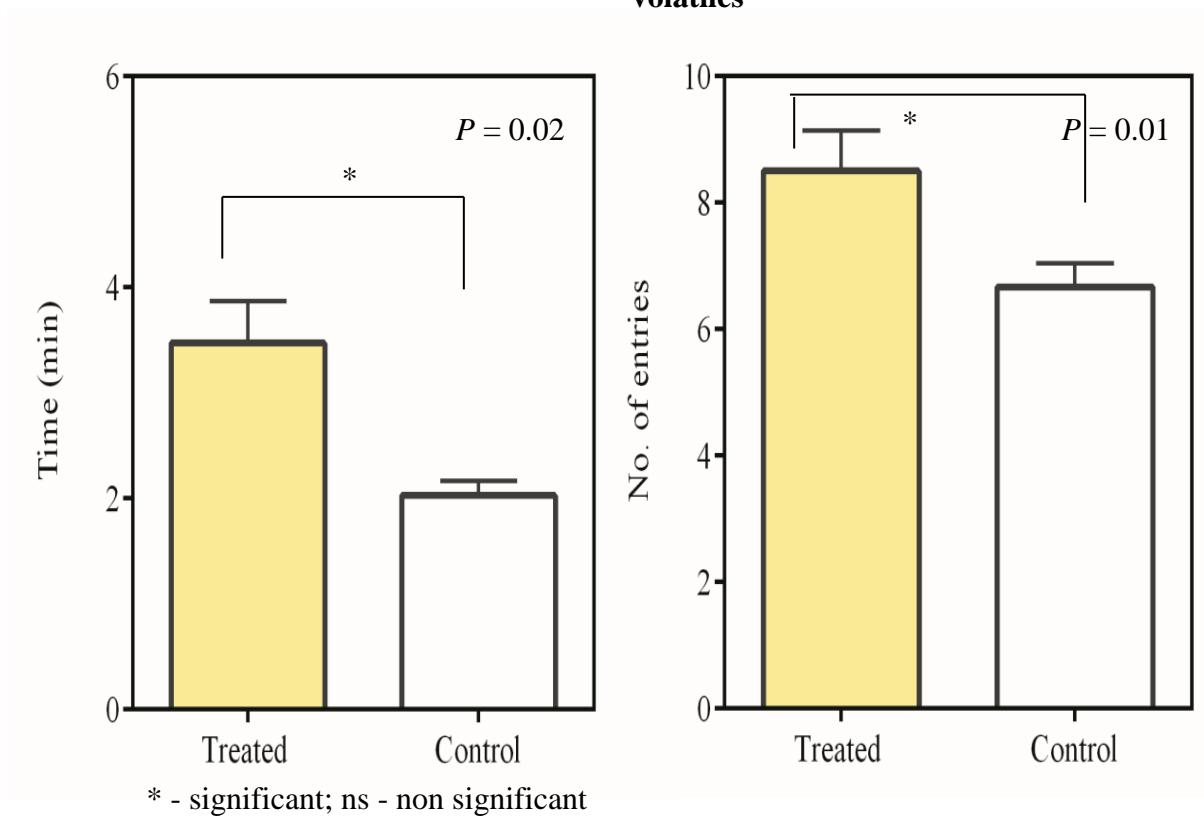 volatiles
6
P = 0.02
*
4
2
0
Time (min)
Treated Control
10
P = 0.01
*
8
6
4
2
0
No. of entries
Treated Control
* - significant; ns - non significant